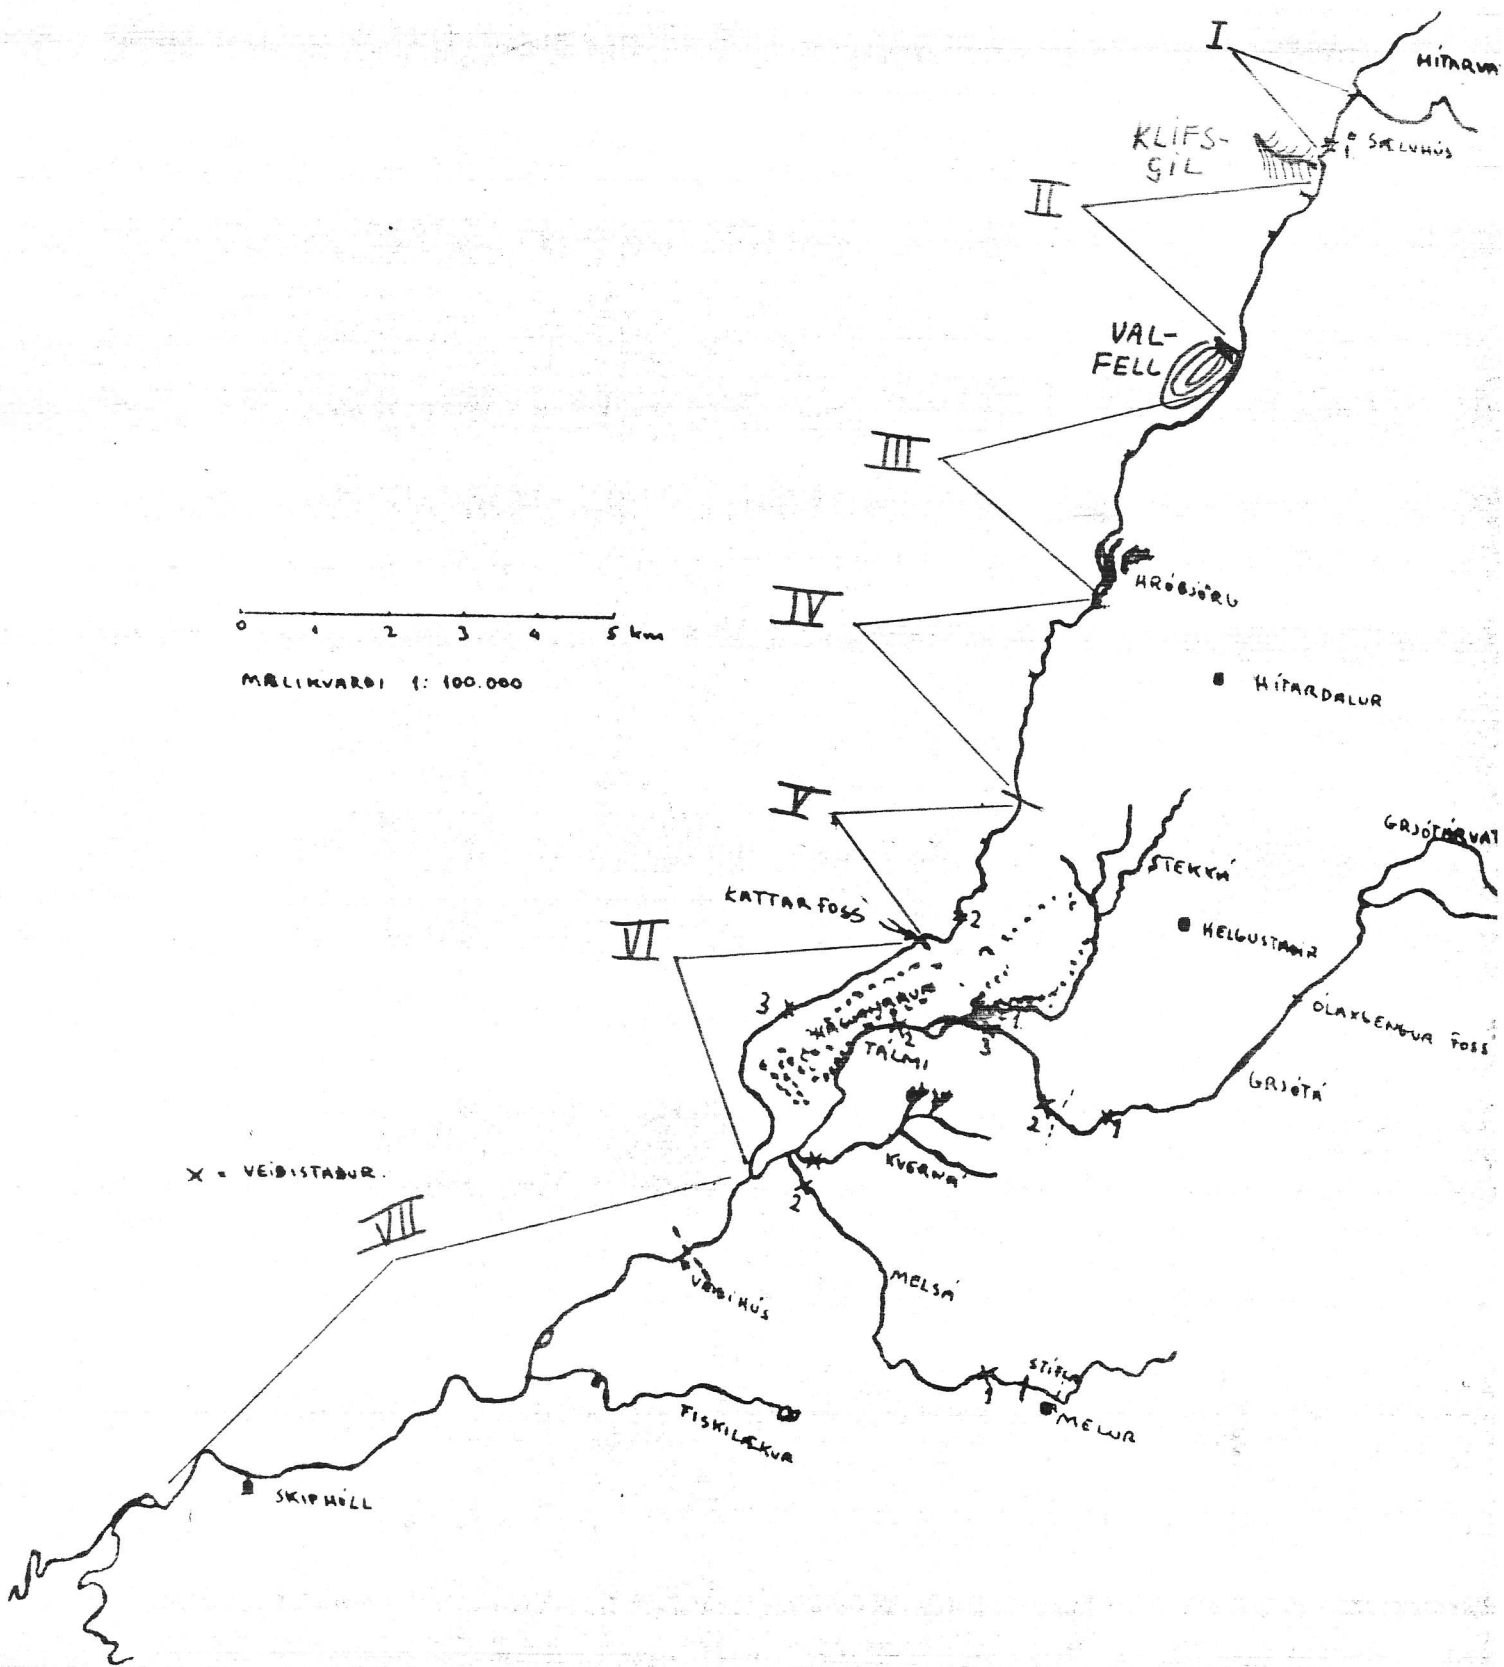 I
HÍTARVA
KLIFS-
GIL
1 SÆLUHÚS
II
VAL-
FELL
III
HRÓBJÖRG
IV
0 1 2 3 4 5 km
MÆLIKVARÐI 1: 100.000
HÍTARDALUR
V
GRJÓTÁRVAT
STEKKÁ
KATTARFOSS
2
VI
HELGUSTAÐIR
3
ÓLAXGENGUR FOSS
1
2
3
TÁLMI
GRJÓTÁ
2
1
KVERNÁ
X = VEIÐISTAÐUR.
2
VII
VEIÐIHÚS
MELSÁ
STÍFLA
1
MELUR
FISKILÆKUR
SKIPHÓLL